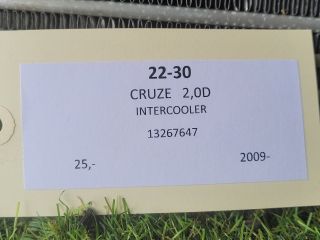 22-30
CRUZE 2,0D
INTERCOOLER
13267647
25,- 2009-